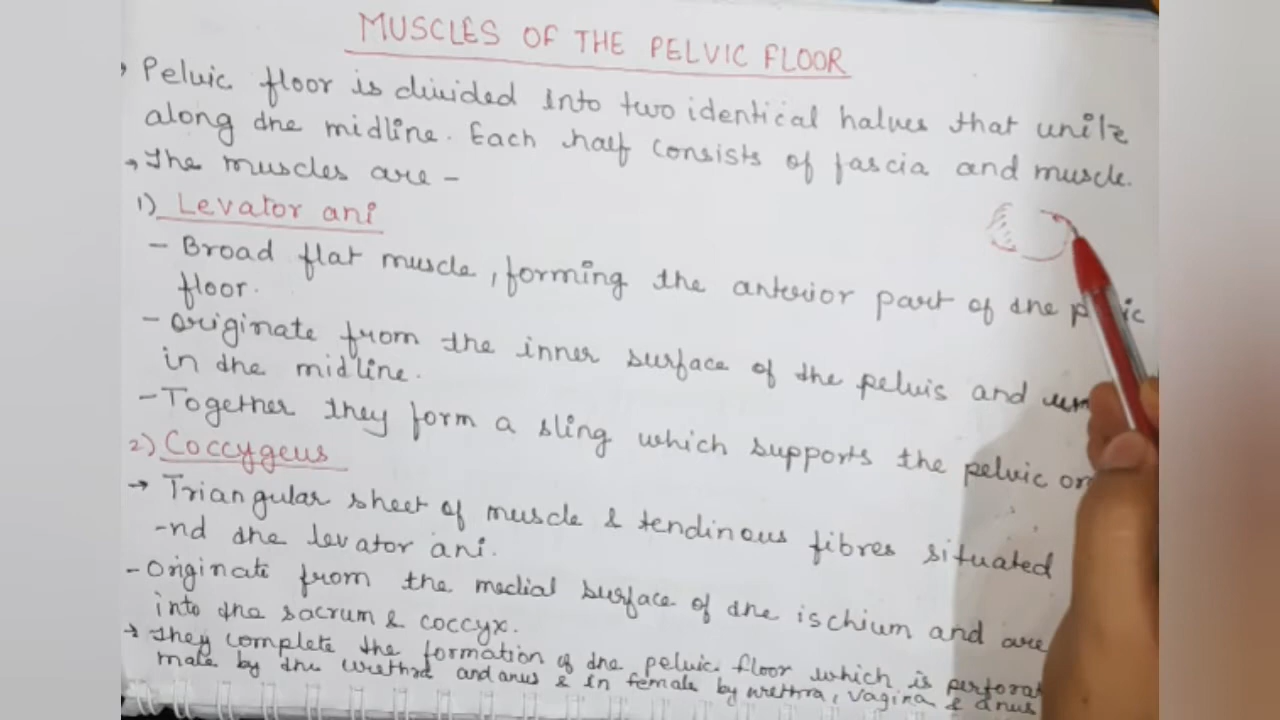 MUSCLES OF THE PELVIC FLOOR
Pelvic floor is divided into two identical halves that unite
along the midline. Each half consists of fascia and muscle.
→ The muscles are -
1) Levator ani
- Broad flat muscle, forming the anterior part of the
floor.
- Originate from the inner surface of the pelvis and
in the midline.
- Together they form a sling which supports the pelvic
2) Coccygeus
→ Triangular sheet of muscle & tendinous fibres situated
-nd the levator ani.
- Originate from the medial surface of the ischium and are
into the sacrum & coccyx.
→ They complete the formation of the pelvic floor which is
male by the urethra and anus & in female by urethra, vagina & anus